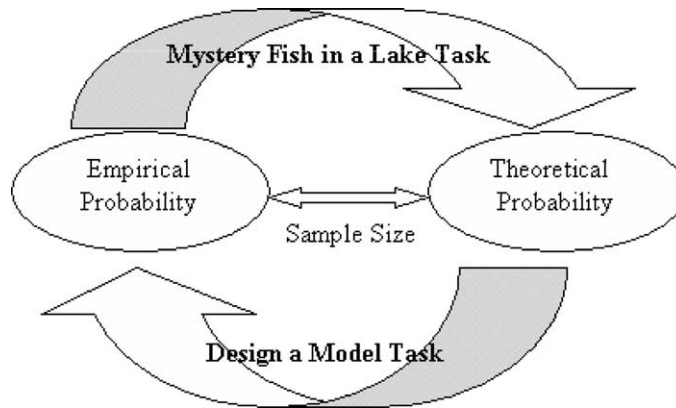 Mystery Fish in a Lake Task
Empirical
Probability
Theoretical
Probability
Sample Size
Design a Model Task